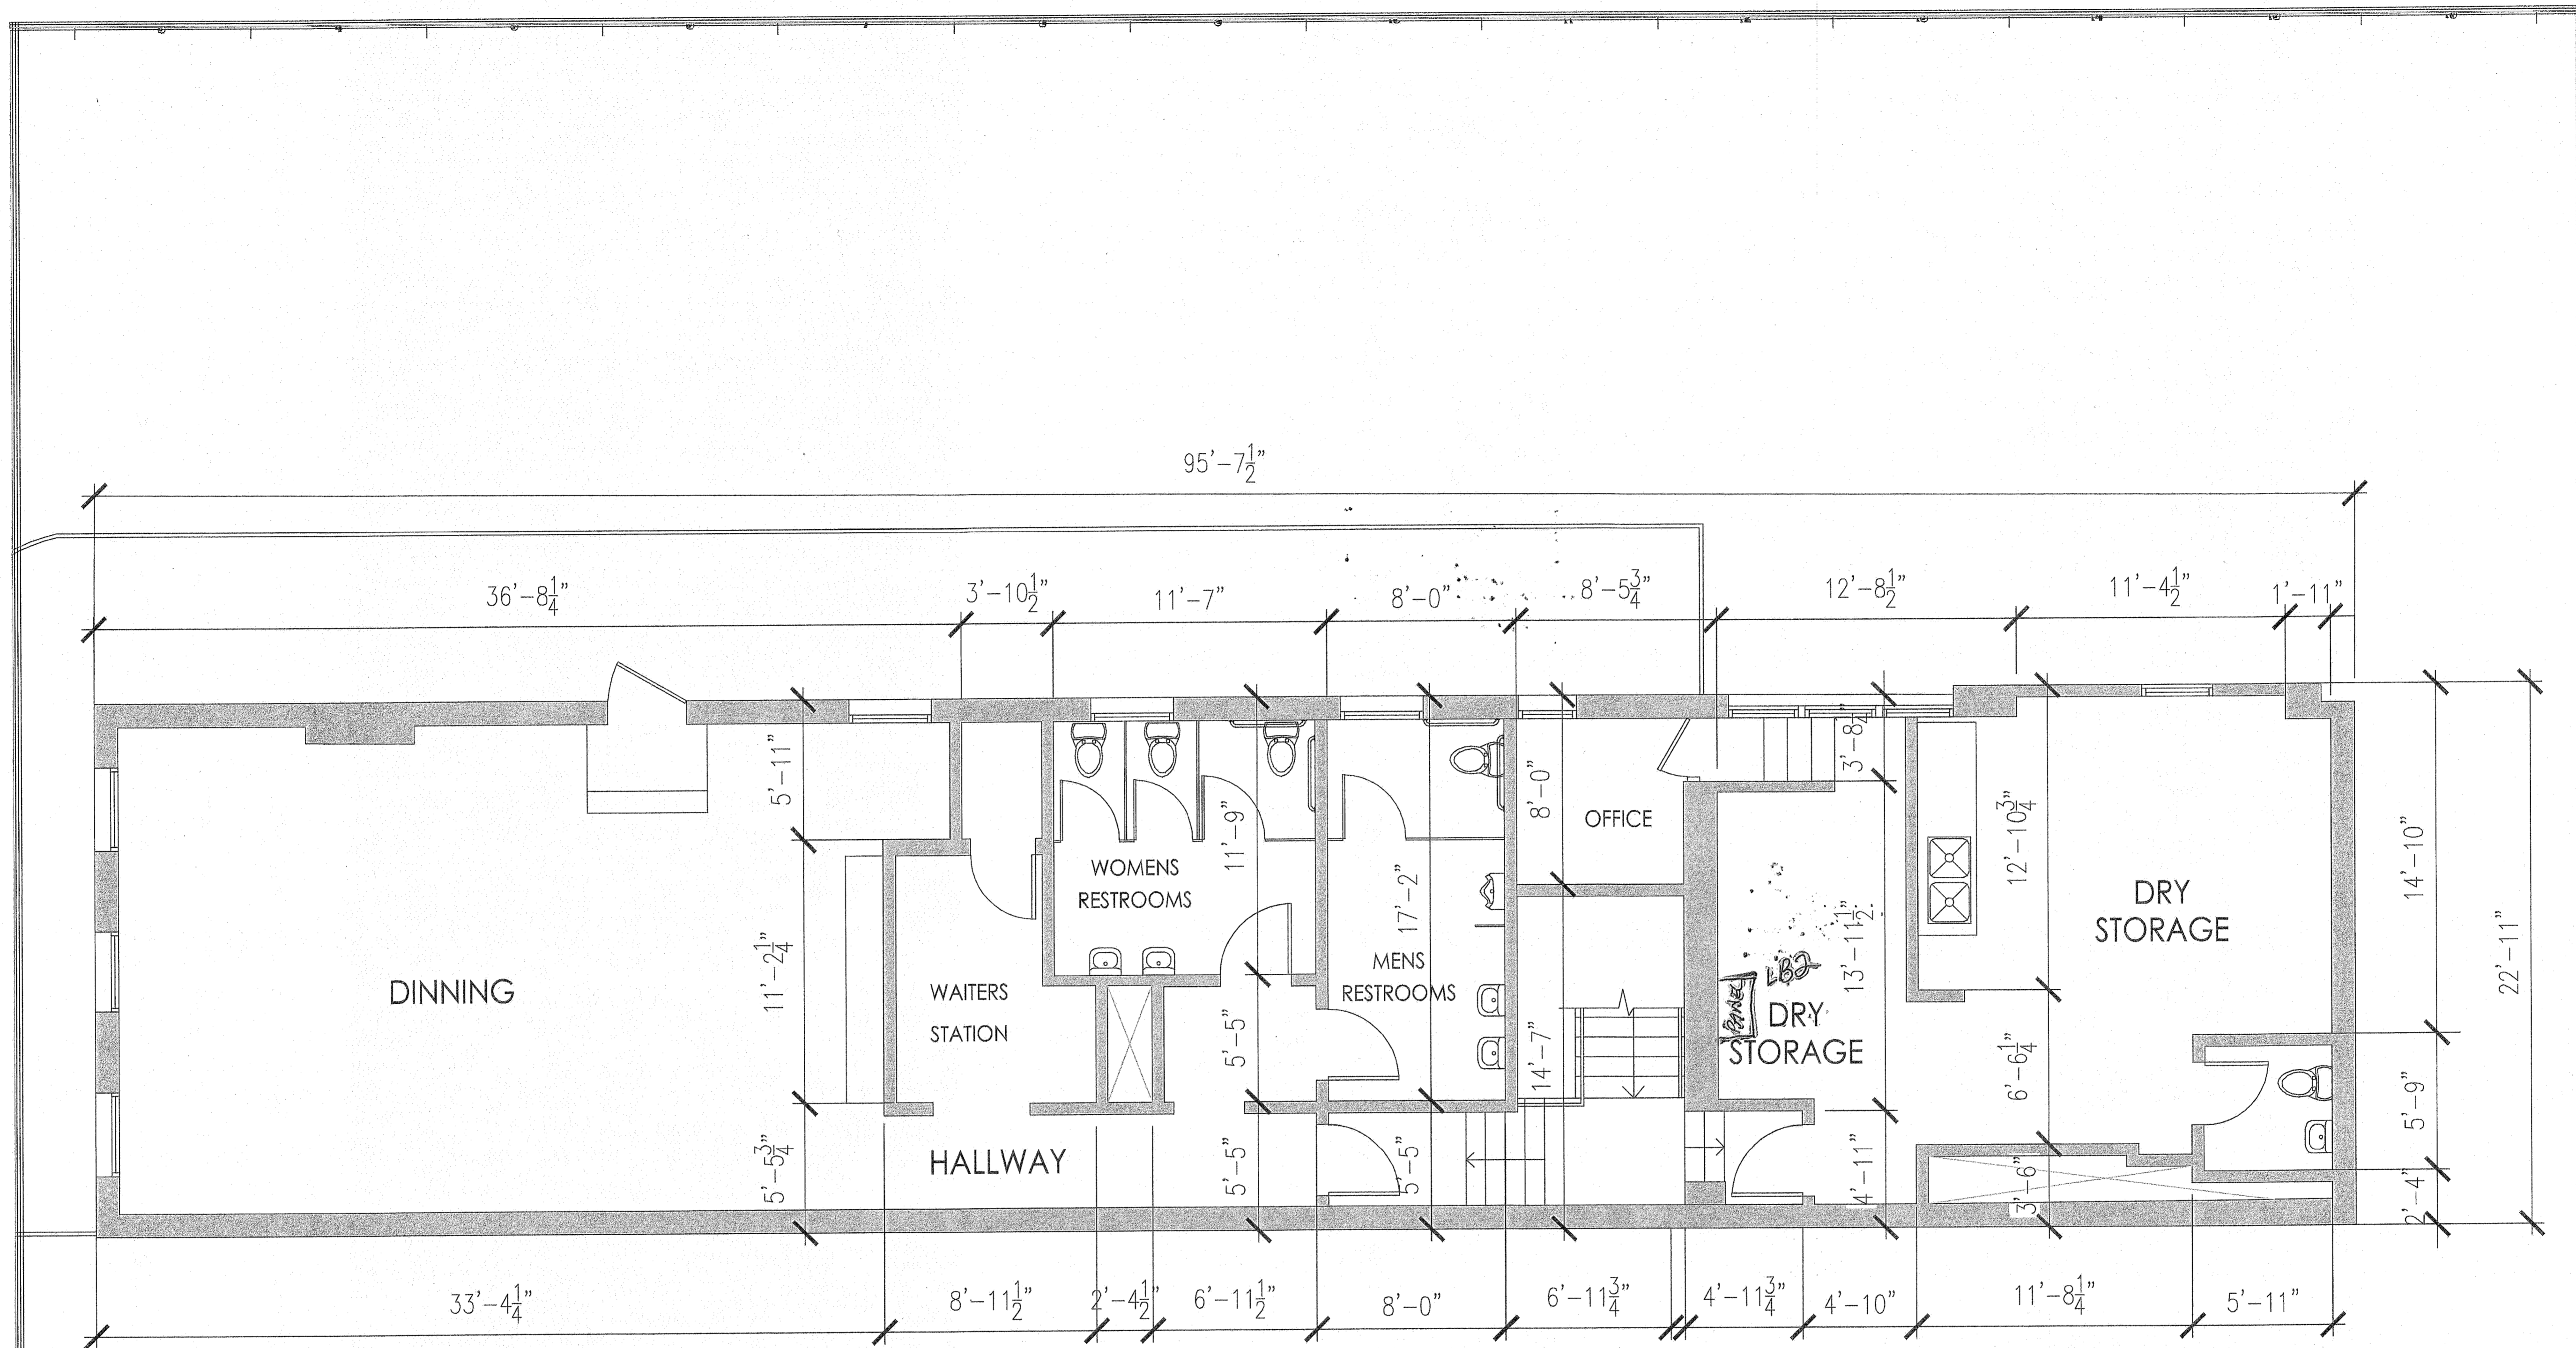 95'-7½"
36'-8¼"
3'-10½"
11'-7"
8'-0"
8'-5¾"
12'-8½"
11'-4½"
1'-11"
5'-11"
11'-2¼"
5'-5¾"
11'-9"
5'-5"
5'-5"
17'-2"
5'-5"
8'-0"
14'-7"
3'-8¼"
13'-11½"
4'-11"
12'-10¾"
6'-6¼"
3'-6"
14'-10"
5'-9"
2'-4"
22'-11"
DINNING
WAITERS
STATION
WOMENS
RESTROOMS
MENS
RESTROOMS
OFFICE
HALLWAY
PANEL
LB2
DRY
STORAGE
DRY
STORAGE
33'-4¼"
8'-11½"
2'-4½"
6'-11½"
8'-0"
6'-11¾"
4'-11¾"
4'-10"
11'-8¼"
5'-11"